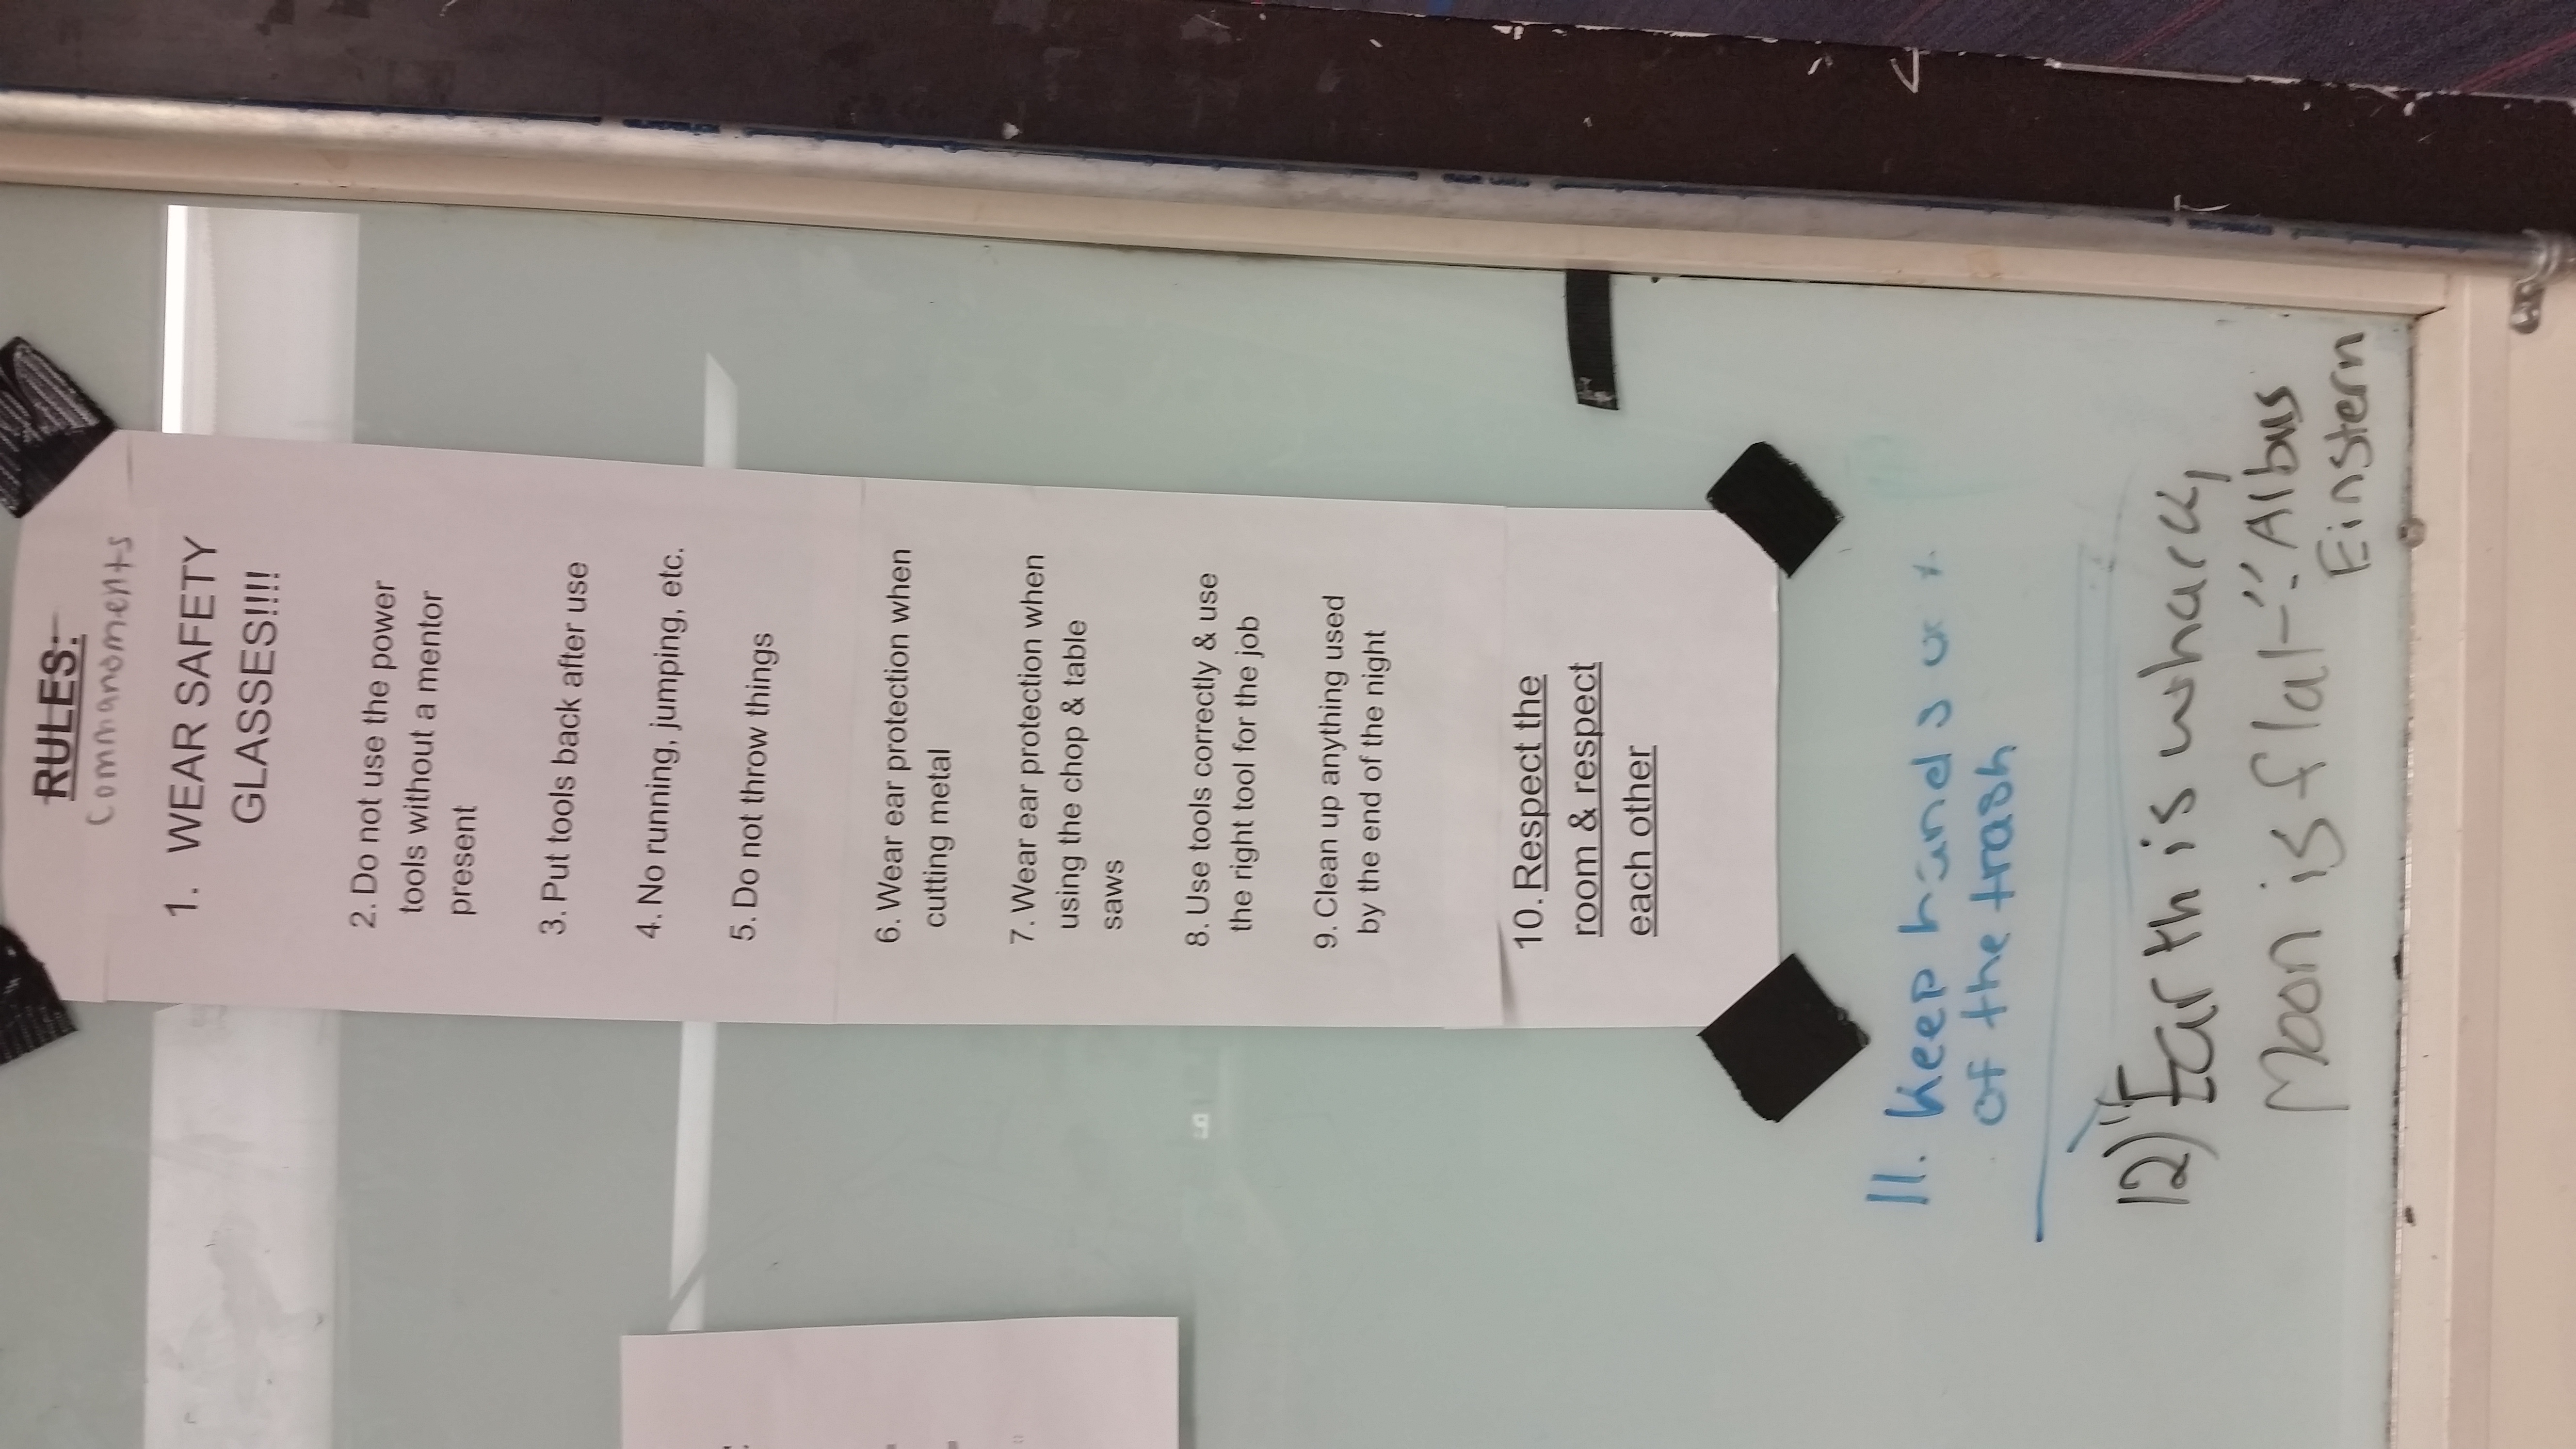 RULES:
Commandments
1. WEAR SAFETY
GLASSES!!!!
2. Do not use the power
tools without a mentor
present
3. Put tools back after use
4. No running, jumping, etc.
5. Do not throw things
6. Wear ear protection when
cutting metal
7. Wear ear protection when
using the chop & table
saws
8. Use tools correctly & use
the right tool for the job
9. Clean up anything used
by the end of the night
10. Respect the
room & respect
each other
11. Keep hands
of the trash
12) "Earth is
Moon is flat" - Albus
Einstern